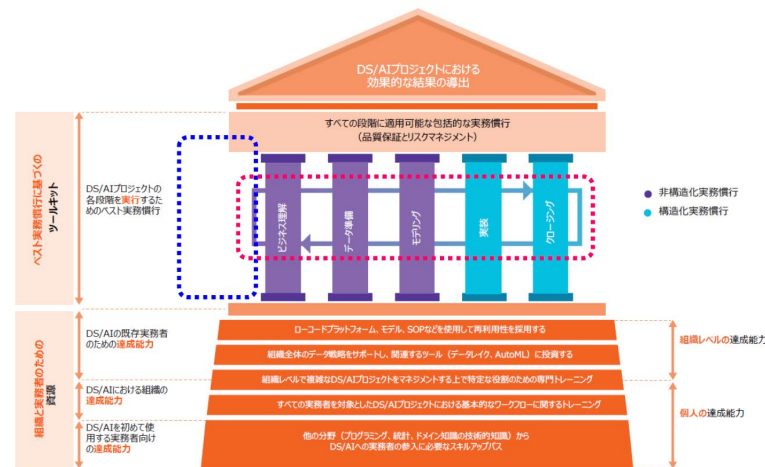 DS/AIプロジェクトにおける
効果的な結果の導出
すべての段階に適用可能な包括的な実務慣行
(品質保証とリスクマネジメント)
ベスト実務慣行に基づくの
ツールキット
DS/AIプロジェクトの
各段階を実行するた
めのベスト実務慣行
ビジネス理解
データ準備
モデリング
実装
クロージング
非構造化実務慣行
構造化実務慣行
組織と実務者のための
資源
DS/AIの既存実務者
のための達成能力
DS/AIにおける組織の
達成能力
DS/AIを初めて使
用する実務者向け
の達成能力
ローコードプラットフォーム、モデル、SOPなどを使用して再利用性を採用する
組織全体のデータ戦略をサポートし、関連するツール(データレイク、AutoML)に投資する
組織レベルで複雑なDS/AIプロジェクトをマネジメントする上で特定な役割のための専門トレーニング
すべての実務者を対象としたDS/AIプロジェクトにおける基本的なワークフローに関するトレーニング
他の分野(プログラミング、統計、ドメイン知識の技術的知識)から
DS/AIへの実務者の参入に必要なスキルアップパス
組織レベルの達成能力
個人の達成能力